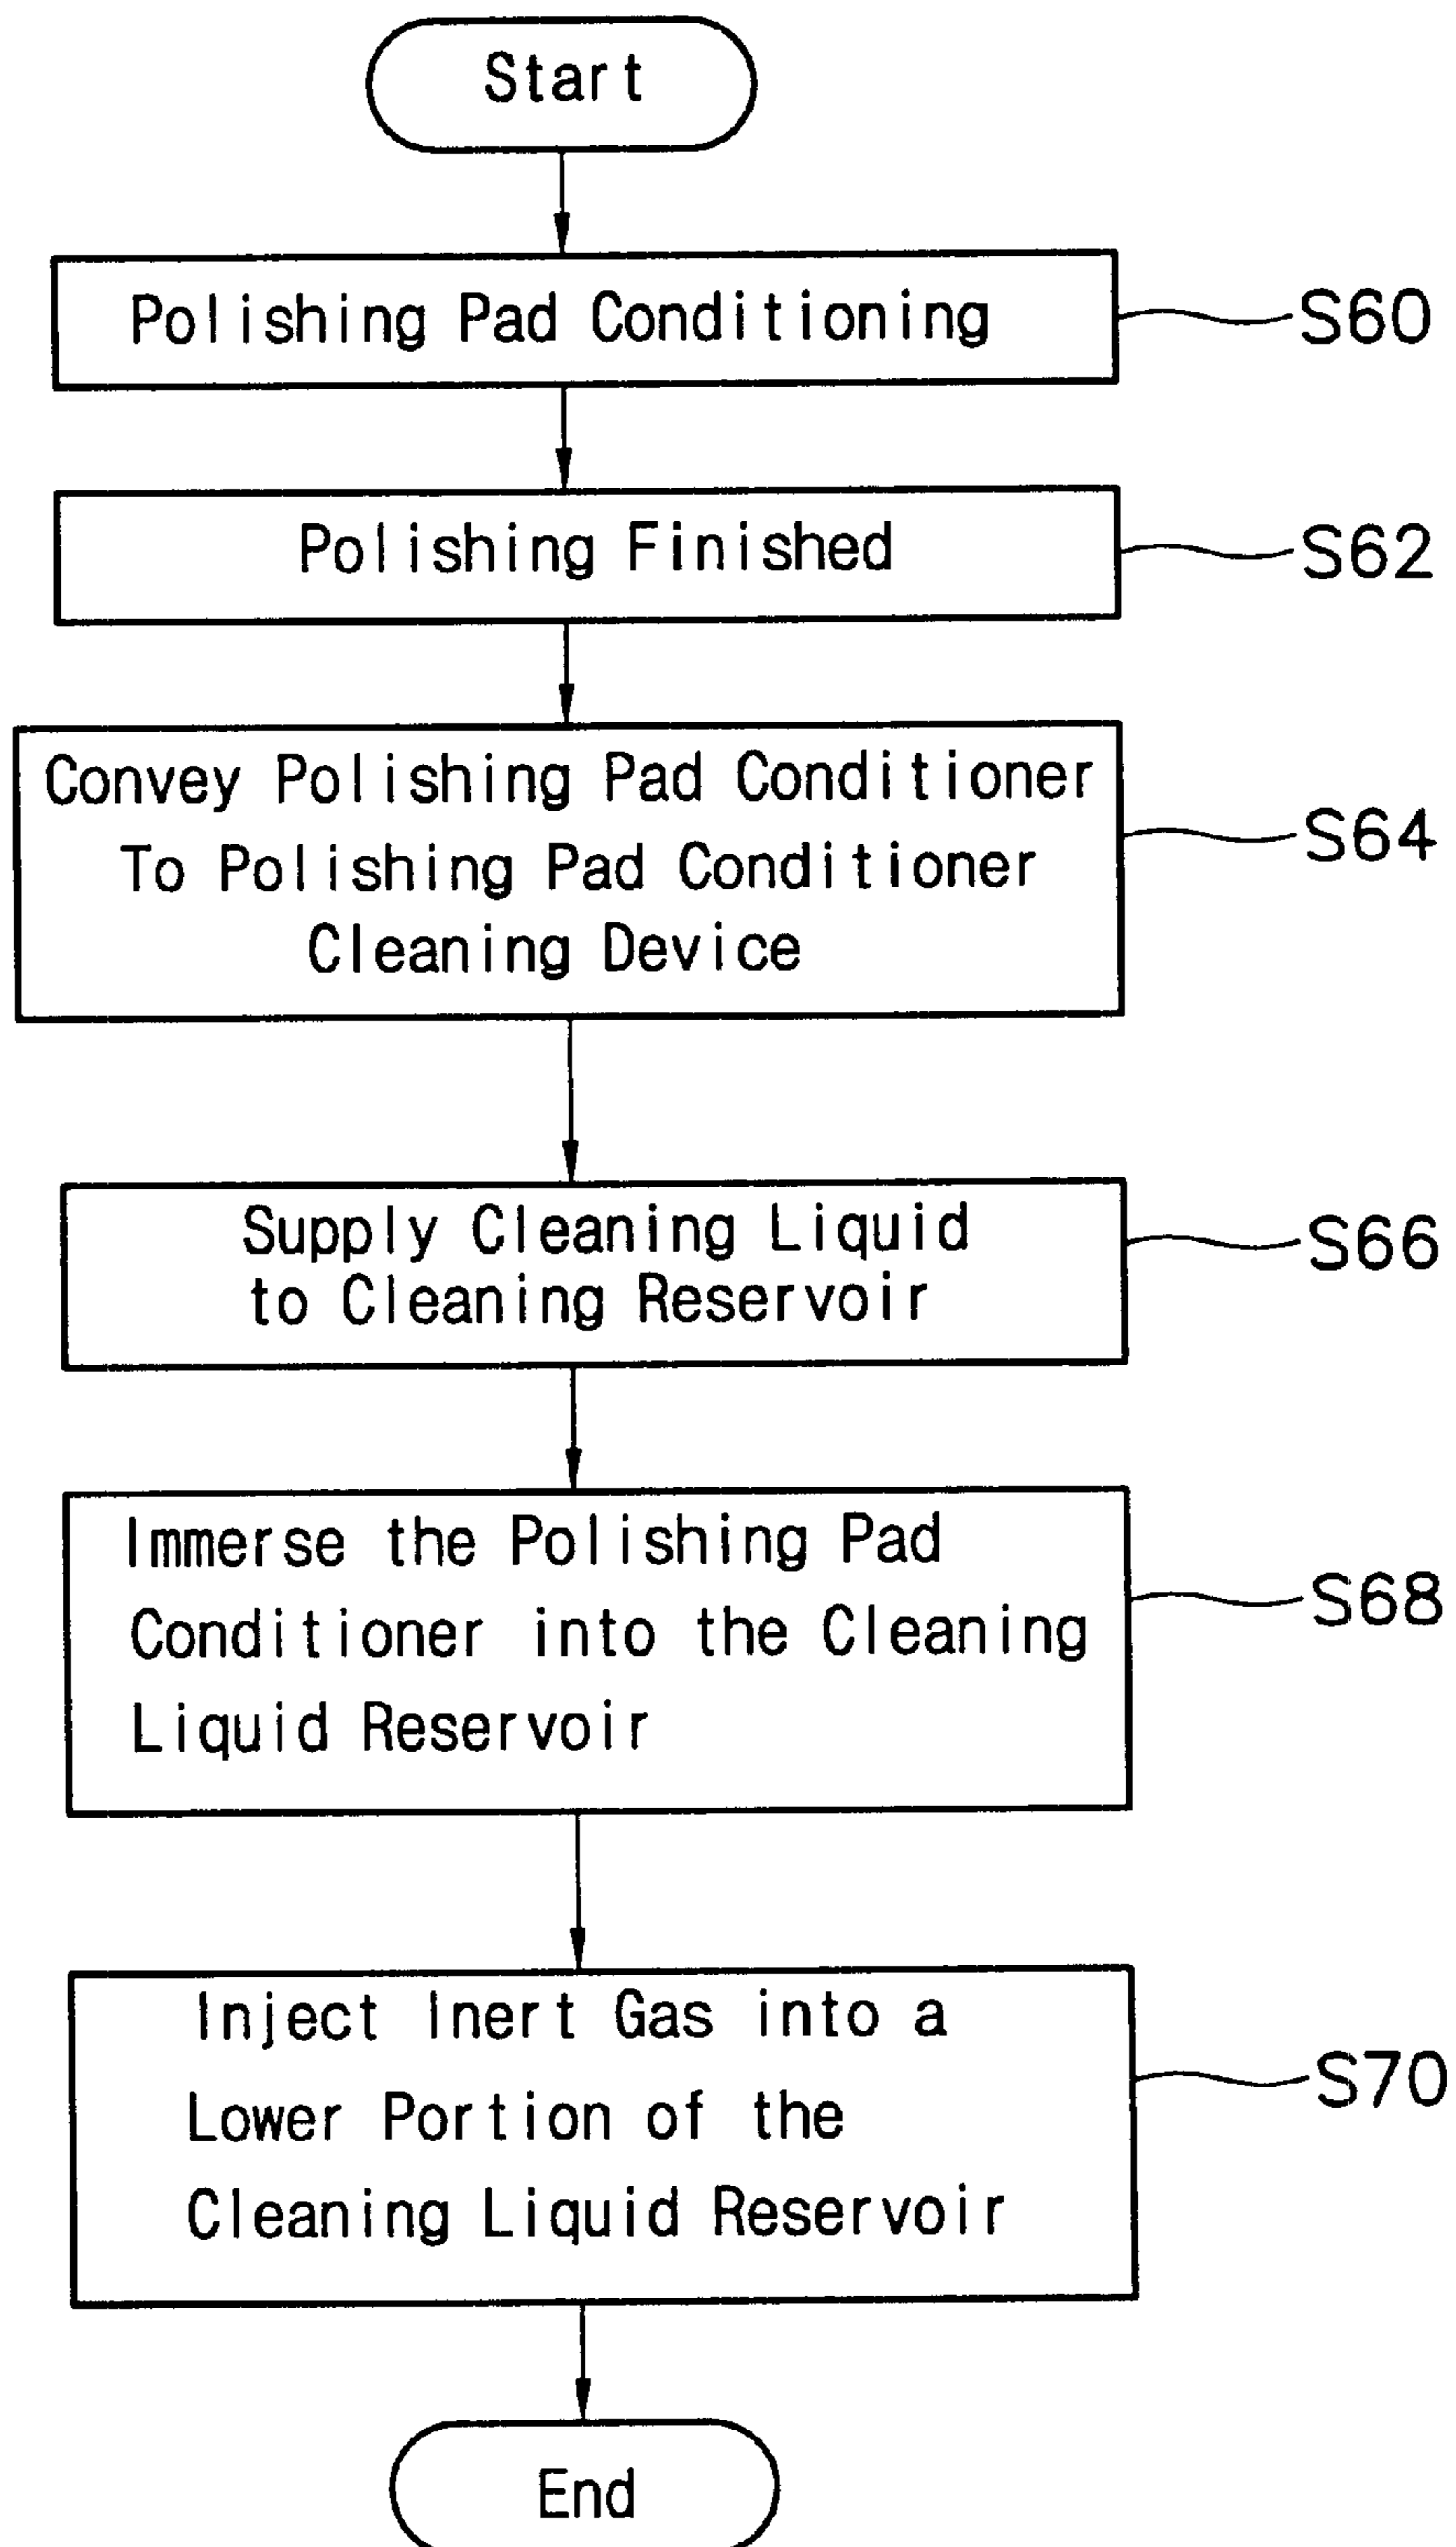 Start
Polishing Pad Conditioning
S60
Polishing Finished
S62
Convey Polishing Pad Conditioner
To Polishing Pad Conditioner
Cleaning Device
S64
Supply Cleaning Liquid
to Cleaning Reservoir
S66
Immerse the Polishing Pad
Conditioner into the Cleaning
Liquid Reservoir
S68
Inject Inert Gas into a
Lower Portion of the
Cleaning Liquid Reservoir
S70
End